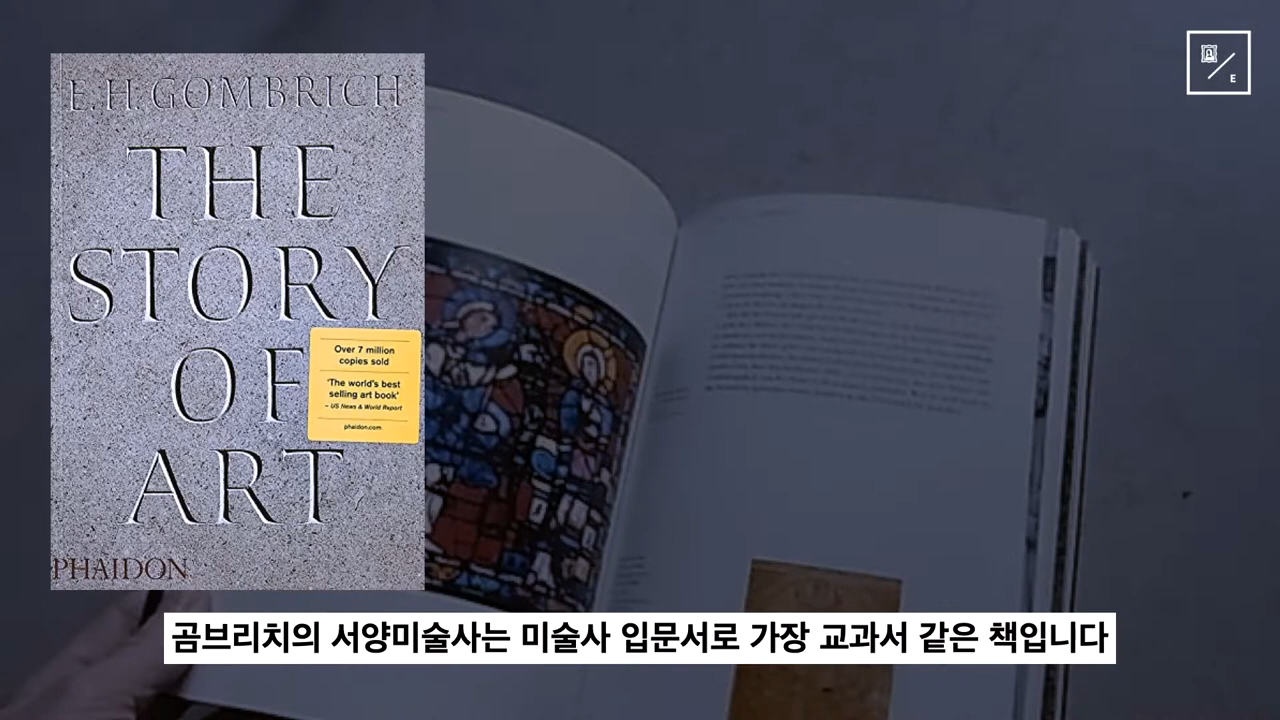 E
E.H.GOMBRICH
THE
STORY
OF
ART
Over 7 million
copies sold
'The world's best
selling art book'
– US News & World Report
phaidon.com
PHAIDON
곰브리치의 서양미술사는 미술사 입문서로 가장 교과서 같은 책입니다